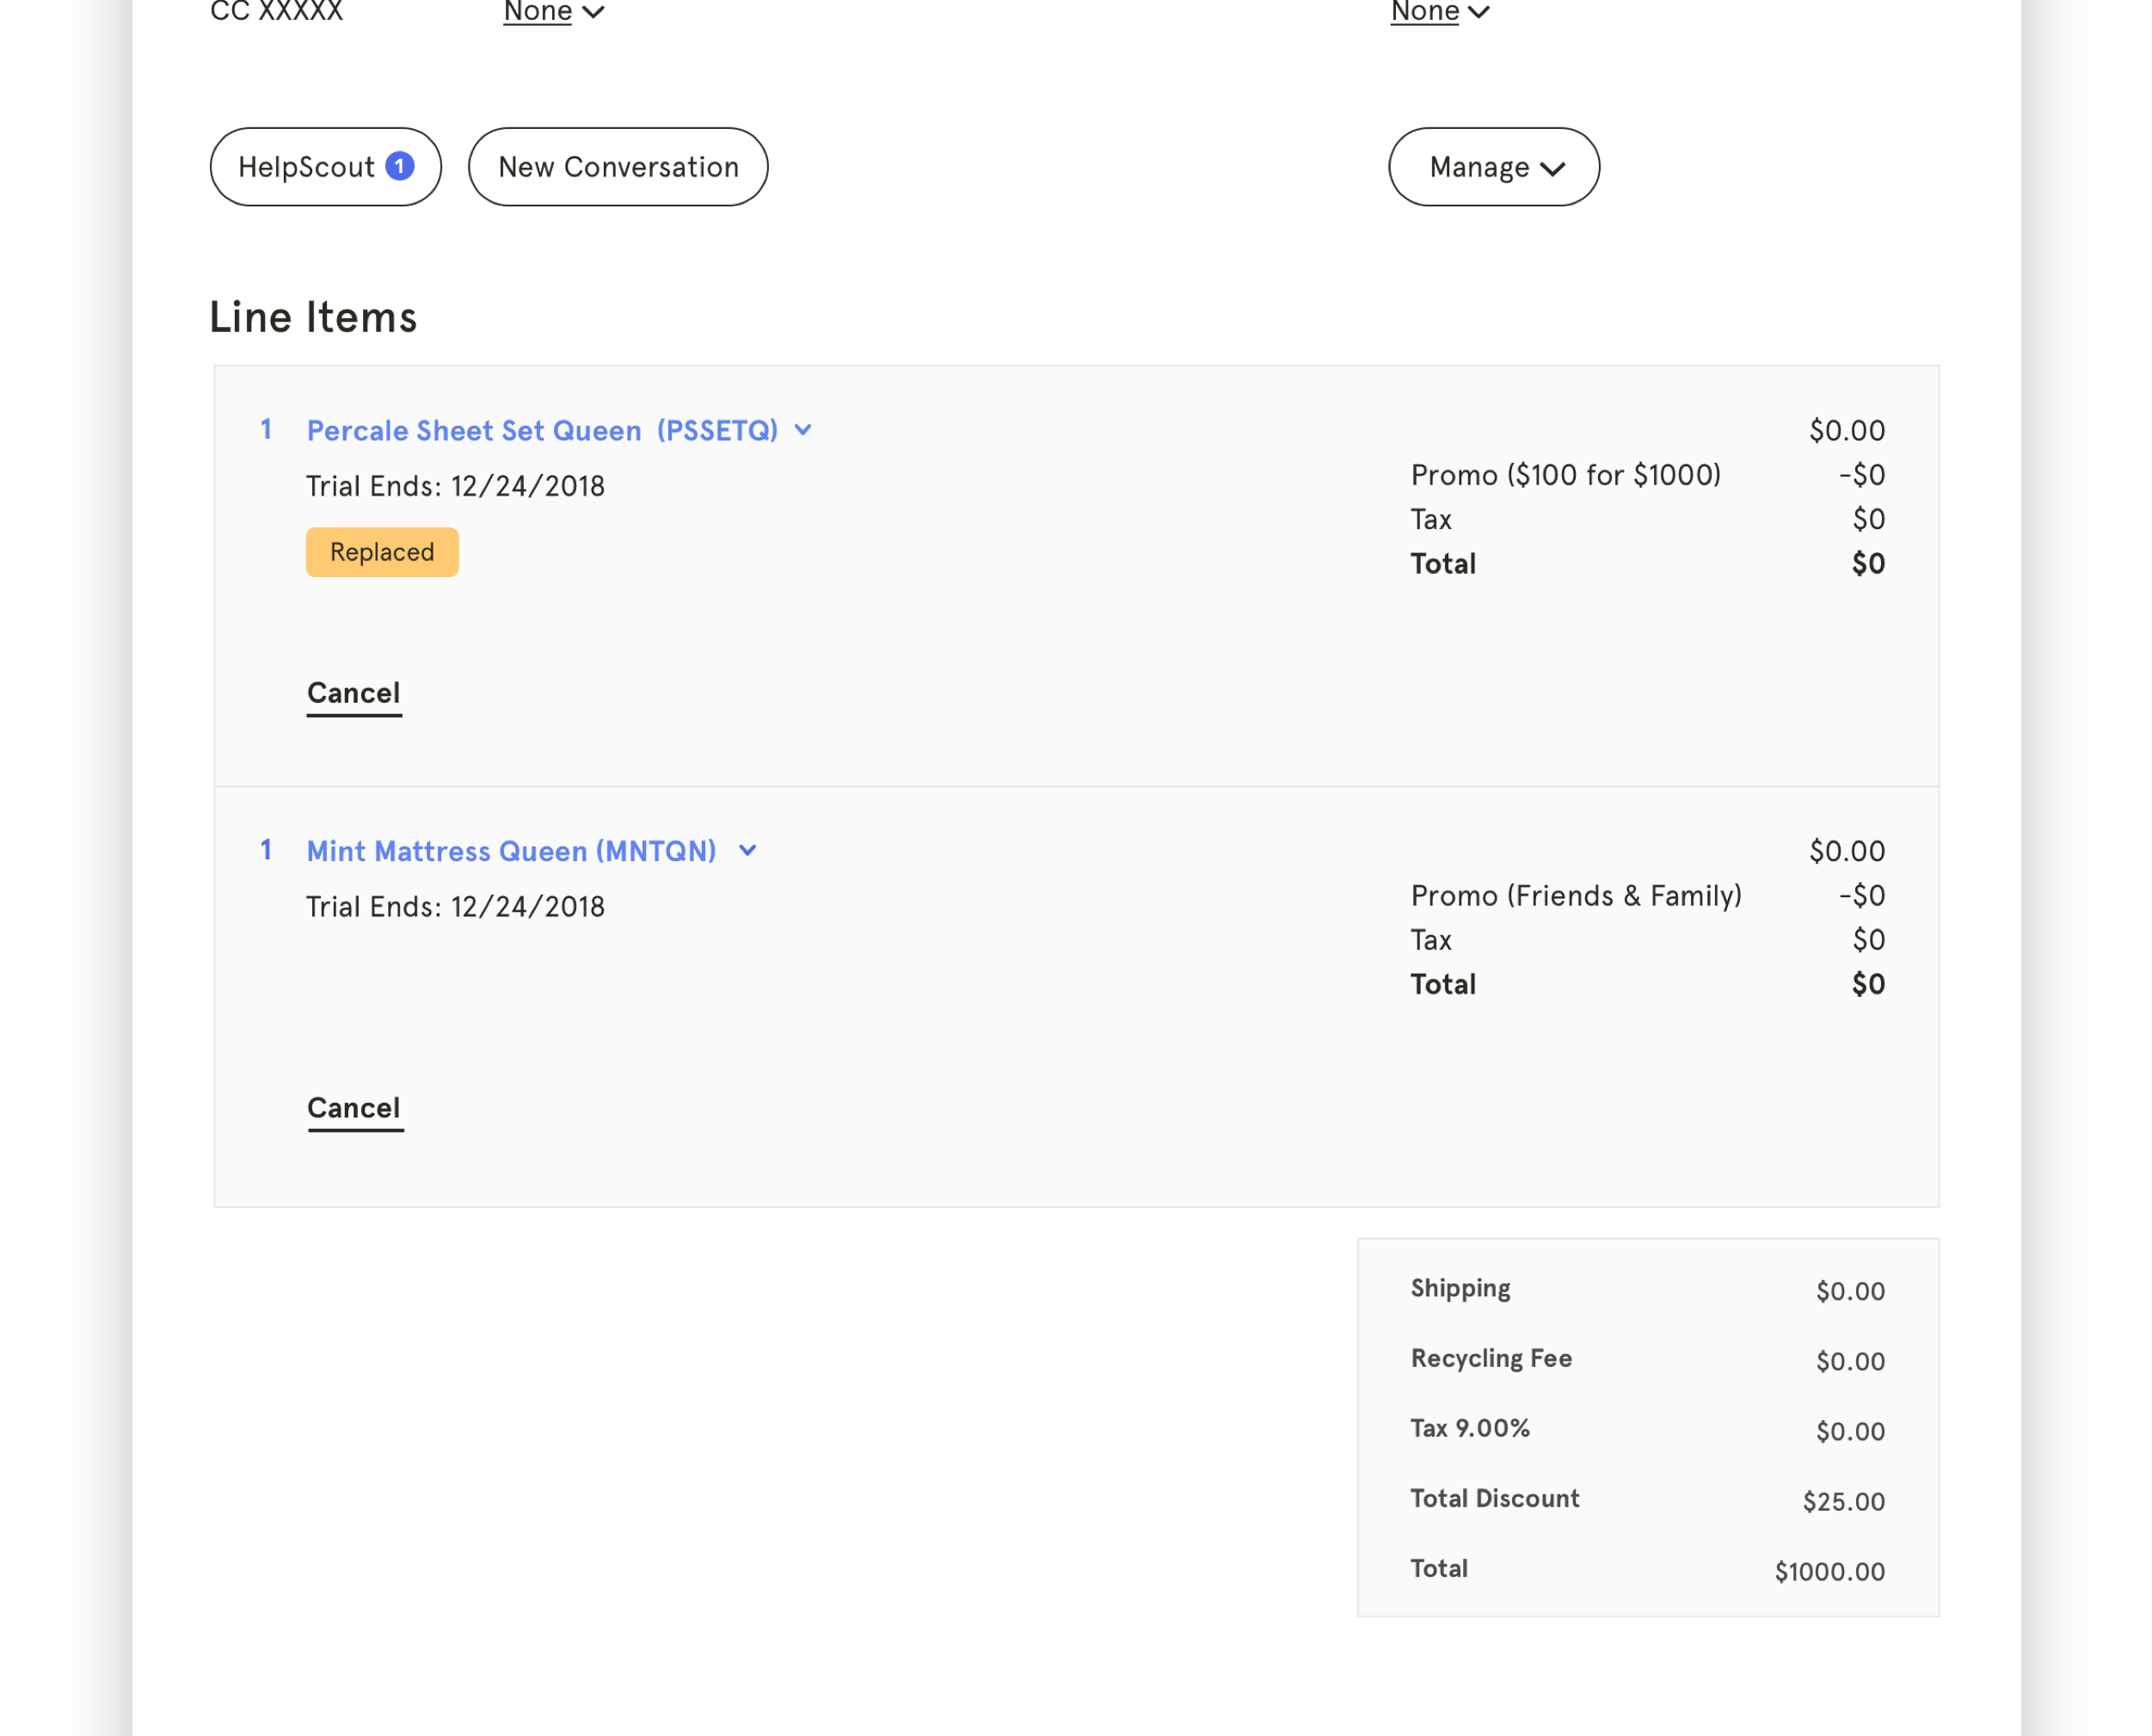 CC XXXXX None None
HelpScout 1 New Conversation Manage
Line Items
1 Percale Sheet Set Queen (PSSETQ) $0.00
Trial Ends: 12/24/2018
Promo ($100 for $1000) -$0
Tax $0
Replaced
Total $0
Cancel
1 Mint Mattress Queen (MNTQN) $0.00
Trial Ends: 12/24/2018
Promo (Friends & Family) -$0
Tax $0
Total $0
Cancel
Shipping $0.00
Recycling Fee $0.00
Tax 9.00% $0.00
Total Discount $25.00
Total $1000.00